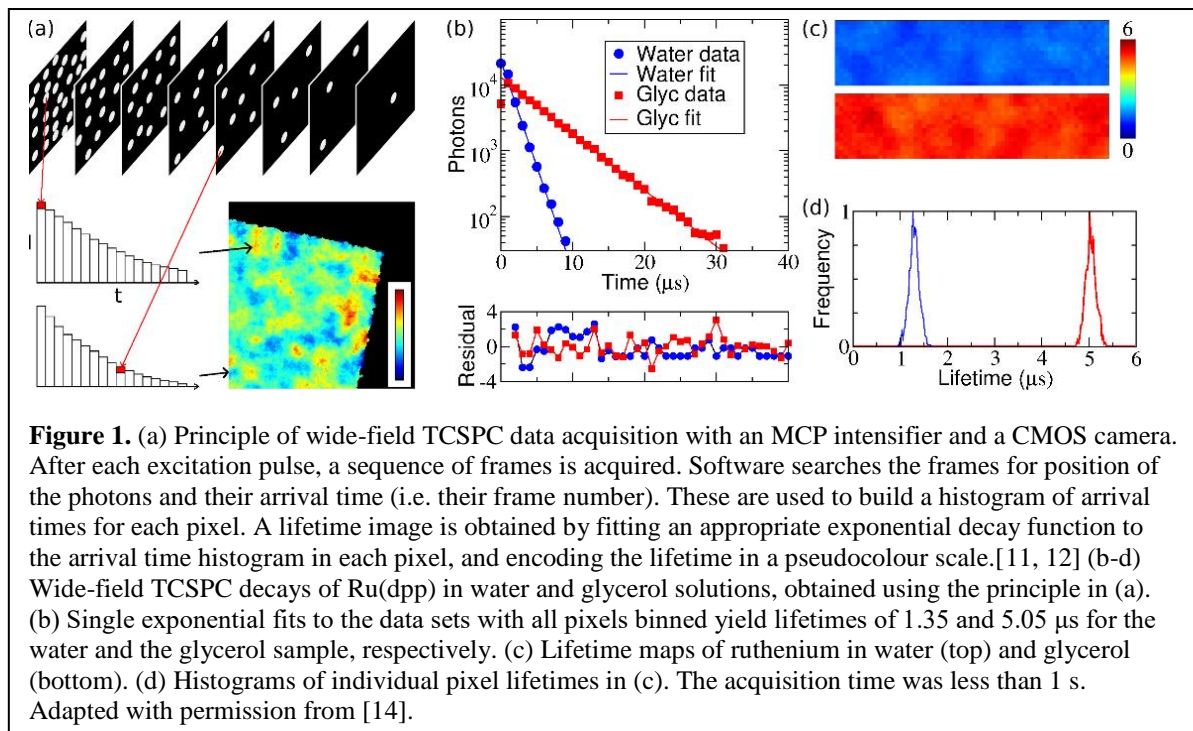 (a)
I
t
(b)
Photons
10⁴
10³
10²
Water data
Water fit
Glyc data
Glyc fit
0 10 20 30 40
Time (μs)
Residual
4
0
-4
(c)
6
0
(d)
Frequency
1
0
0 1 2 3 4 5 6
Lifetime (μs)
Figure 1. (a) Principle of wide-field TCSPC data acquisition with an MCP intensifier and a CMOS camera.
After each excitation pulse, a sequence of frames is acquired. Software searches the frames for position of
the photons and their arrival time (i.e. their frame number). These are used to build a histogram of arrival
times for each pixel. A lifetime image is obtained by fitting an appropriate exponential decay function to
the arrival time histogram in each pixel, and encoding the lifetime in a pseudocolour scale.[11, 12] (b-d)
Wide-field TCSPC decays of Ru(dpp) in water and glycerol solutions, obtained using the principle in (a).
(b) Single exponential fits to the data sets with all pixels binned yield lifetimes of 1.35 and 5.05 μs for the
water and the glycerol sample, respectively. (c) Lifetime maps of ruthenium in water (top) and glycerol
(bottom). (d) Histograms of individual pixel lifetimes in (c). The acquisition time was less than 1 s.
Adapted with permission from [14].